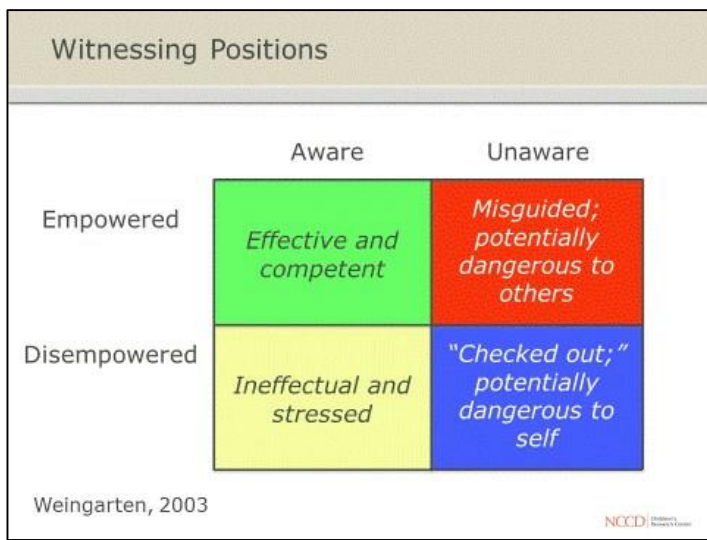 Witnessing Positions
Aware Unaware
Empowered
Effective and
competent
Misguided;
potentially
dangerous to
others
Disempowered
Ineffectual and
stressed
“Checked out;”
potentially
dangerous to
self
Weingarten, 2003
NCCD